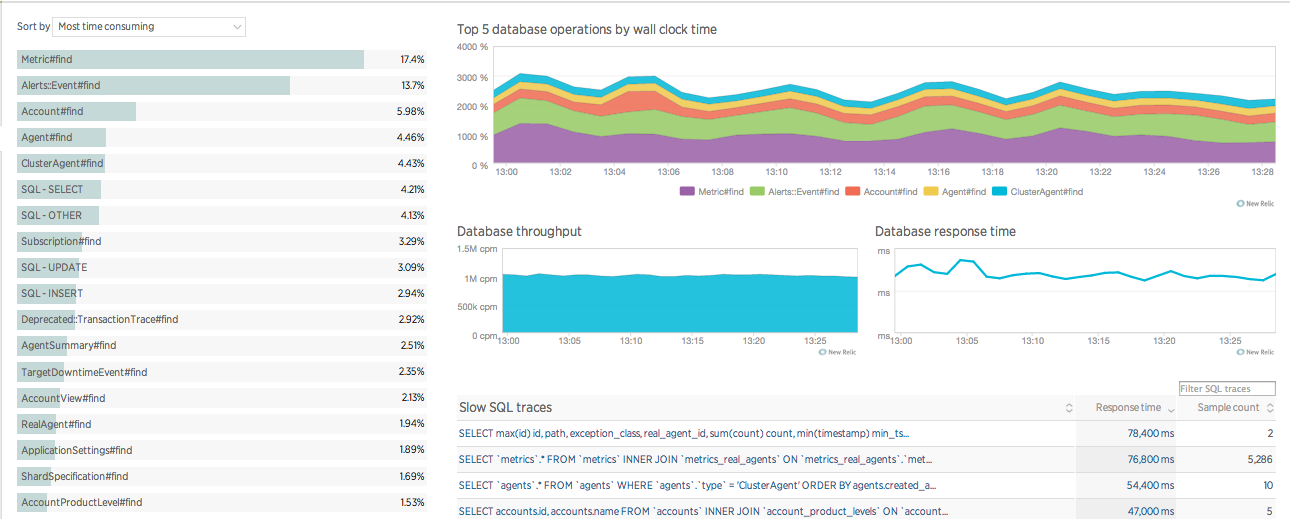 Sort by Most time consuming
Metric#find 17.4%
Alerts::Event#find 13.7%
Account#find 5.98%
Agent#find 4.46%
ClusterAgent#find 4.43%
SQL - SELECT 4.21%
SQL - OTHER 4.13%
Subscription#find 3.29%
SQL - UPDATE 3.09%
SQL - INSERT 2.94%
Deprecated::TransactionTrace#find 2.92%
AgentSummary#find 2.51%
TargetDowntimeEvent#find 2.35%
AccountView#find 2.13%
RealAgent#find 1.94%
ApplicationSettings#find 1.89%
ShardSpecification#find 1.69%
AccountProductLevel#find 1.53%
Top 5 database operations by wall clock time
4000 %
3000 %
2000 %
1000 %
0 %
13:00 13:02 13:04 13:06 13:08 13:10 13:12 13:14 13:16 13:18 13:20 13:22 13:24 13:26 13:28
Metric#find Alerts::Event#find Account#find Agent#find ClusterAgent#find
New Relic
Database throughput
1.5M cpm
1M cpm
500k cpm
0 cpm
13:00 13:05 13:10 13:15 13:20 13:25
New Relic
Database response time
ms
ms
ms
13:00 13:05 13:10 13:15 13:20 13:25
New Relic
Filter SQL traces
Slow SQL traces Response time Sample count
SELECT max(id) id, path, exception_class, real_agent_id, sum(count) count, min(timestamp) min_ts... 78,400 ms 2
SELECT `metrics`.* FROM `metrics` INNER JOIN `metrics_real_agents` ON `metrics_real_agents`.`met... 76,800 ms 5,286
SELECT `agents`.* FROM `agents` WHERE `agents`.`type` = 'ClusterAgent' ORDER BY agents.created_a... 54,400 ms 10
SELECT accounts.id, accounts.name FROM `accounts` INNER JOIN `account_product_levels` ON `account... 47,000 ms 5